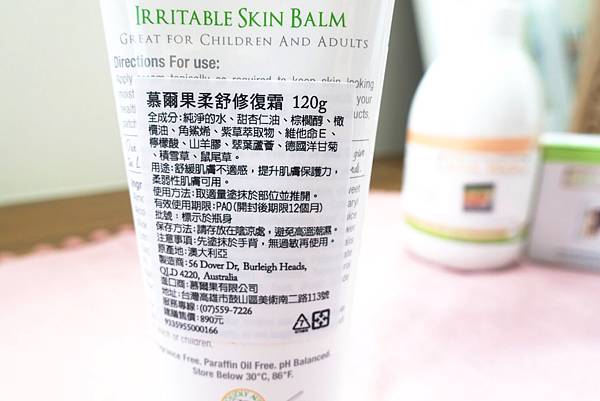 IRRITABLE SKIN BALM
GREAT FOR CHILDREN AND ADULTS
Directions For use:
慕爾果柔舒修復霜 120g
全成分:純淨的水、甜杏仁油、棕櫚醇、橄
欖油、角鯊烯、紫草萃取物、維他命E、
檸檬酸、山羊膠、翠葉蘆薈、德國洋甘菊
、積雪草、鼠尾草。
用途:舒緩肌膚不適感,提升肌膚保護力,
柔弱性肌膚可用。
使用方法:取適量塗抹於部位並推開。
有效使用期限:PAO(開封後期限12個月)
批號:標示於瓶身
保存方法:請存放在陰涼處,避免高溫潮濕。
注意事項:先塗抹於手背,無過敏再使用。
原產地:澳大利亞
製造商:56 Dover Dr, Burleigh Heads,
QLD 4220, Australia
進口商:慕爾果有限公司
地址:台灣高雄市鼓山區美術南二路113號
服務專線:(07)559-7226
建議售價:890元
9335955000166
or children.
Fragrance Free. Paraffin Oil Free. pH Balanced.
Store Below 30°C, 86°F.